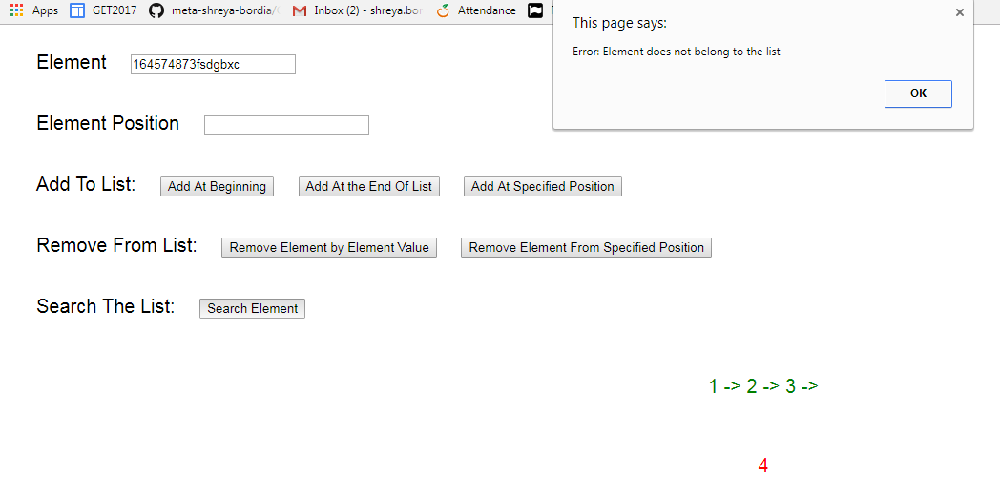 Apps GET2017 meta-shreya-bordia/ Inbox (2) - shreya.bor Attendance
This page says:
Error: Element does not belong to the list
OK
Element 164574873fsdgbxc
Element Position
Add To List: Add At Beginning Add At the End Of List Add At Specified Position
Remove From List: Remove Element by Element Value Remove Element From Specified Position
Search The List: Search Element
1 -> 2 -> 3 ->
4